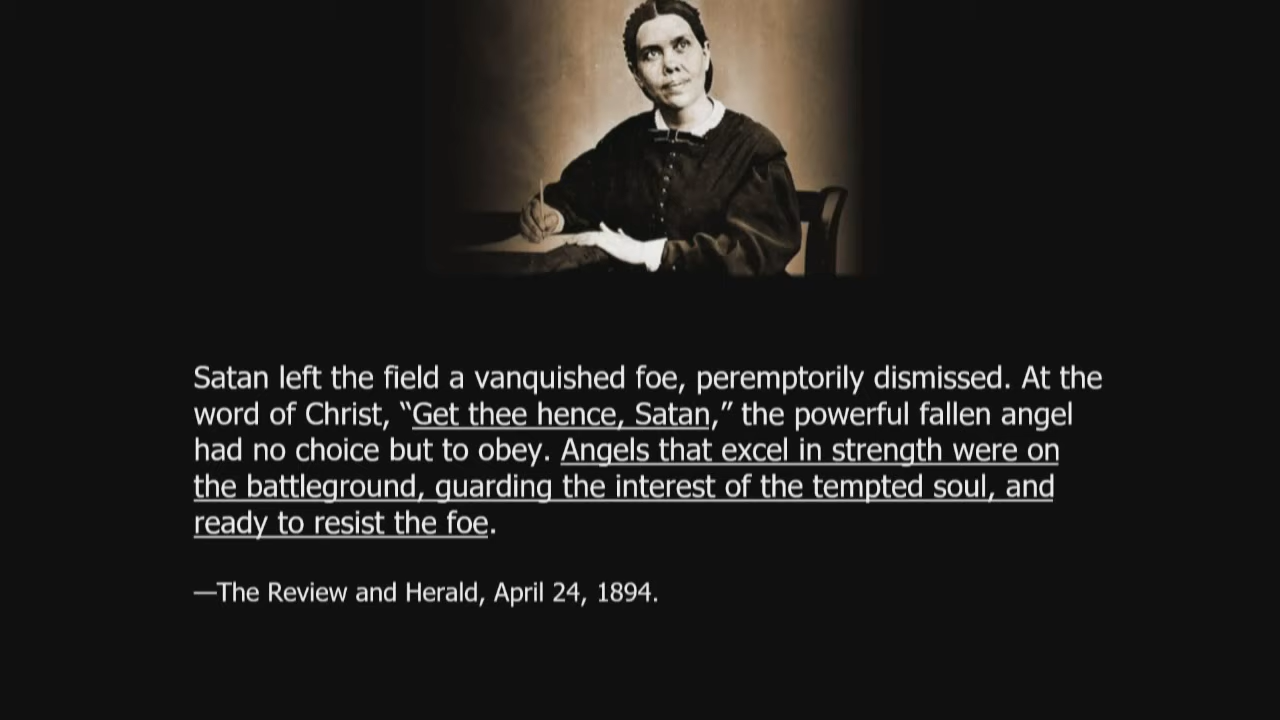 Satan left the field a vanquished foe, peremptorily dismissed. At the
word of Christ, “Get thee hence, Satan,” the powerful fallen angel
had no choice but to obey. Angels that excel in strength were on
the battleground, guarding the interest of the tempted soul, and
ready to resist the foe.
—The Review and Herald, April 24, 1894.